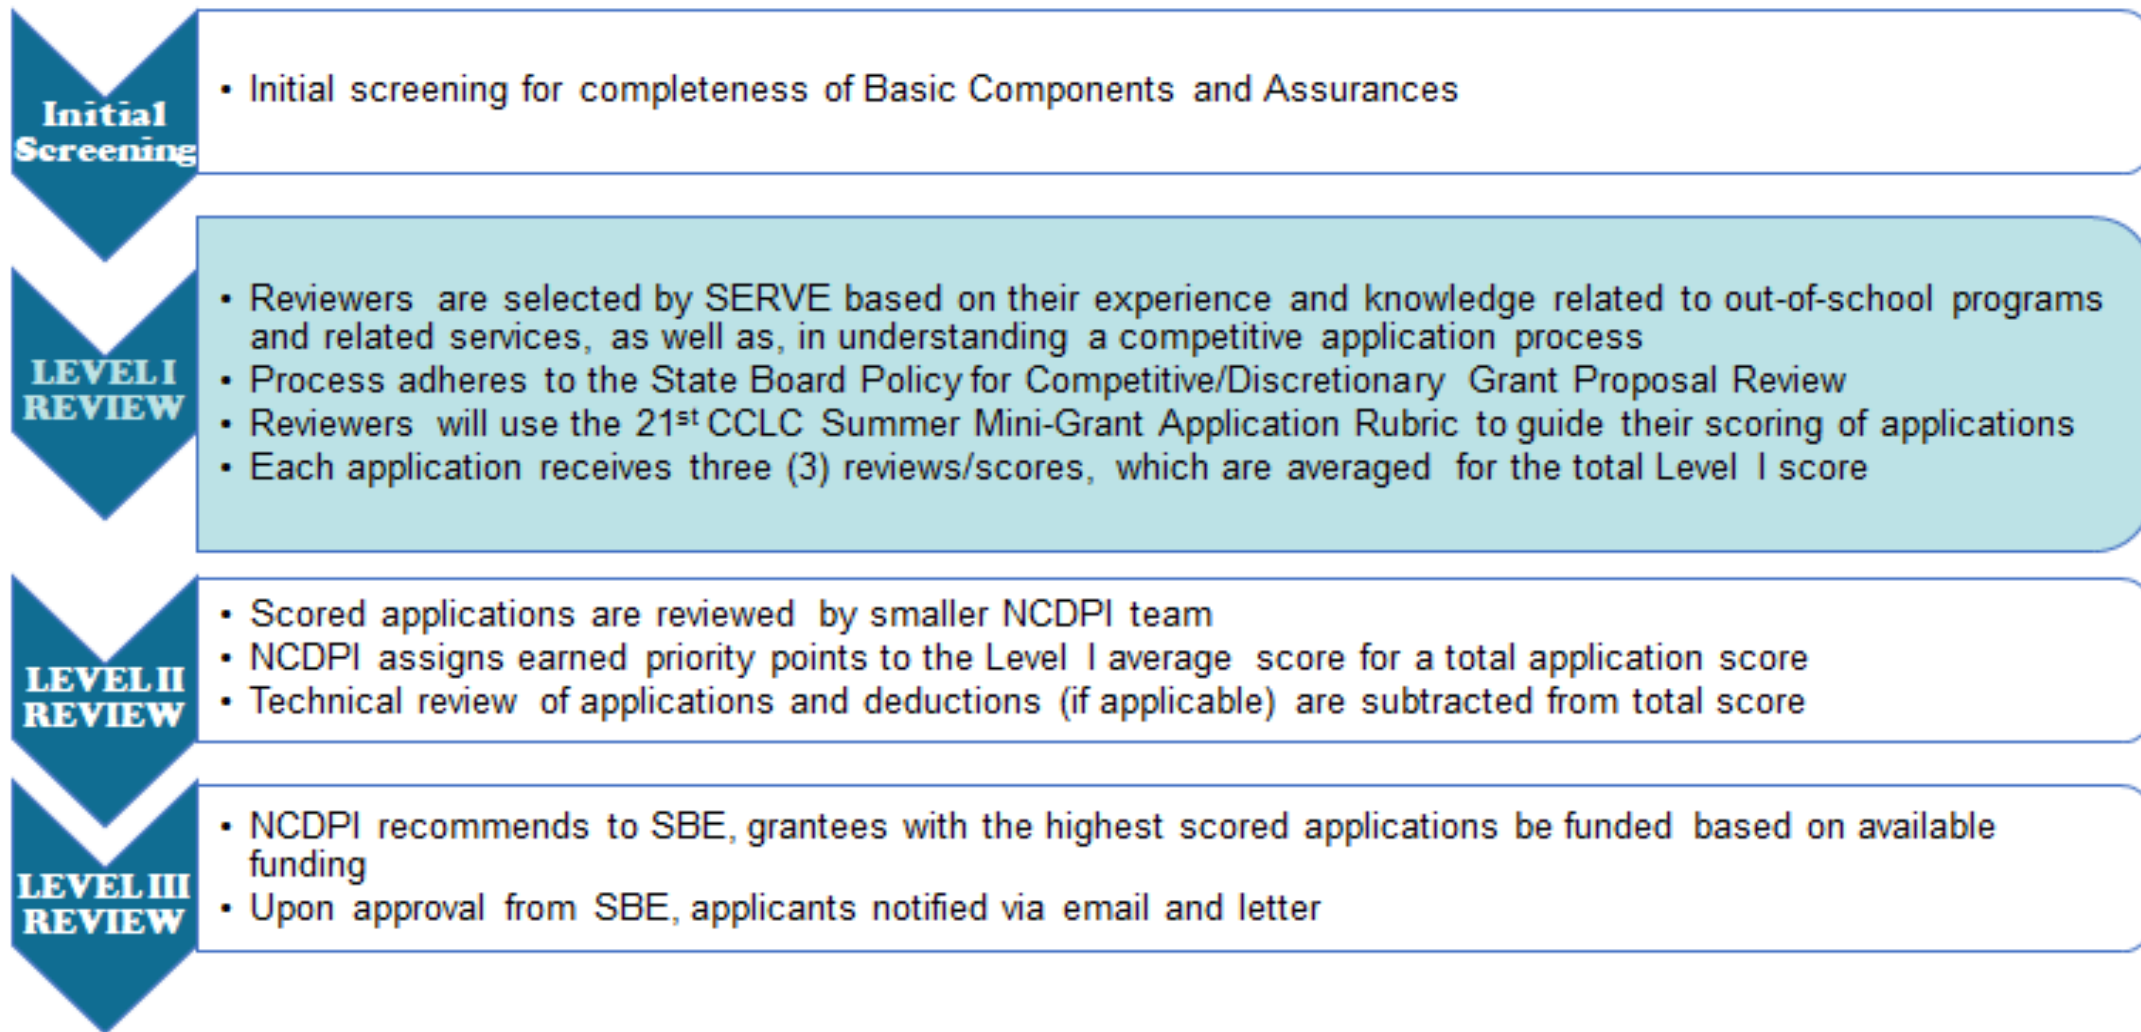 Initial
Screening
• Initial screening for completeness of Basic Components and Assurances
LEVEL I
REVIEW
• Reviewers are selected by SERVE based on their experience and knowledge related to out-of-school programs
and related services, as well as, in understanding a competitive application process
• Process adheres to the State Board Policy for Competitive/Discretionary Grant Proposal Review
• Reviewers will use the 21st CCLC Summer Mini-Grant Application Rubric to guide their scoring of applications
• Each application receives three (3) reviews/scores, which are averaged for the total Level I score
LEVEL II
REVIEW
• Scored applications are reviewed by smaller NCDPI team
• NCDPI assigns earned priority points to the Level I average score for a total application score
• Technical review of applications and deductions (if applicable) are subtracted from total score
LEVEL III
REVIEW
• NCDPI recommends to SBE, grantees with the highest scored applications be funded based on available
funding
• Upon approval from SBE, applicants notified via email and letter